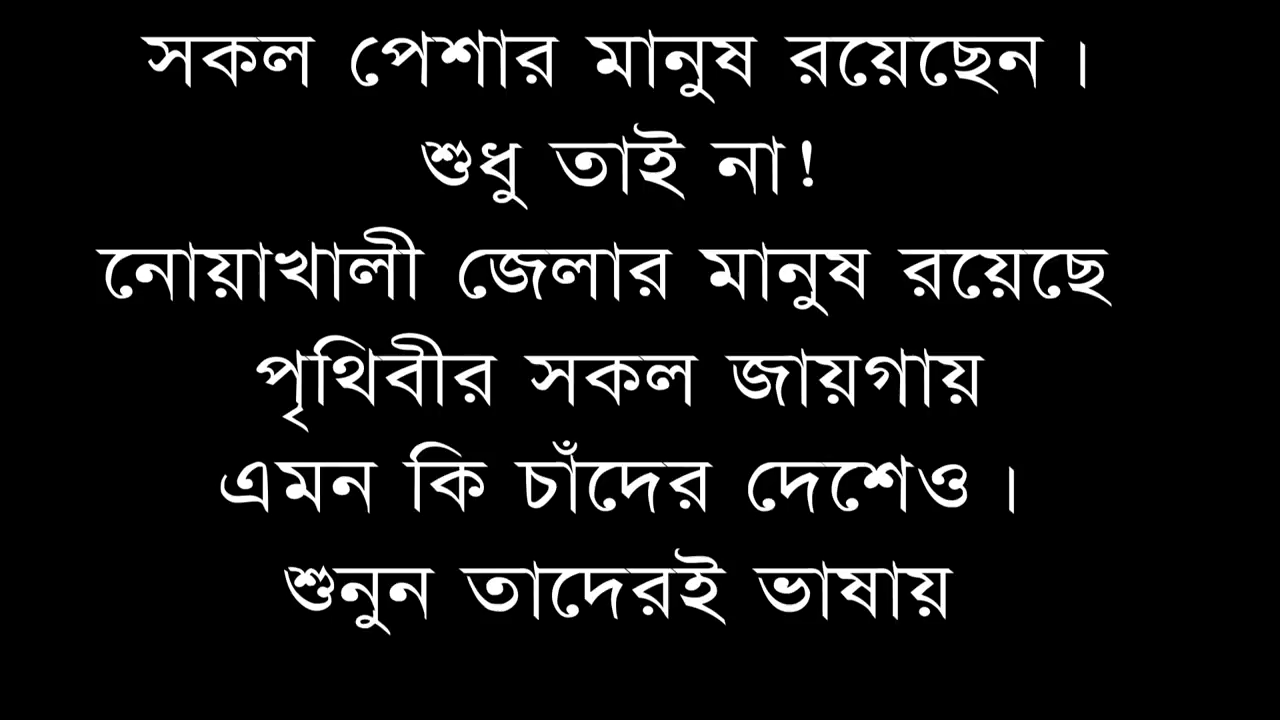 সকল পেশার মানুষ রয়েছেন।
শুধু তাই না!
নোয়াখালী জেলার মানুষ রয়েছে
পৃথিবীর সকল জায়গায়
এমন কি চাঁদের দেশেও।
শুনুন তাদেরই ভাষায়